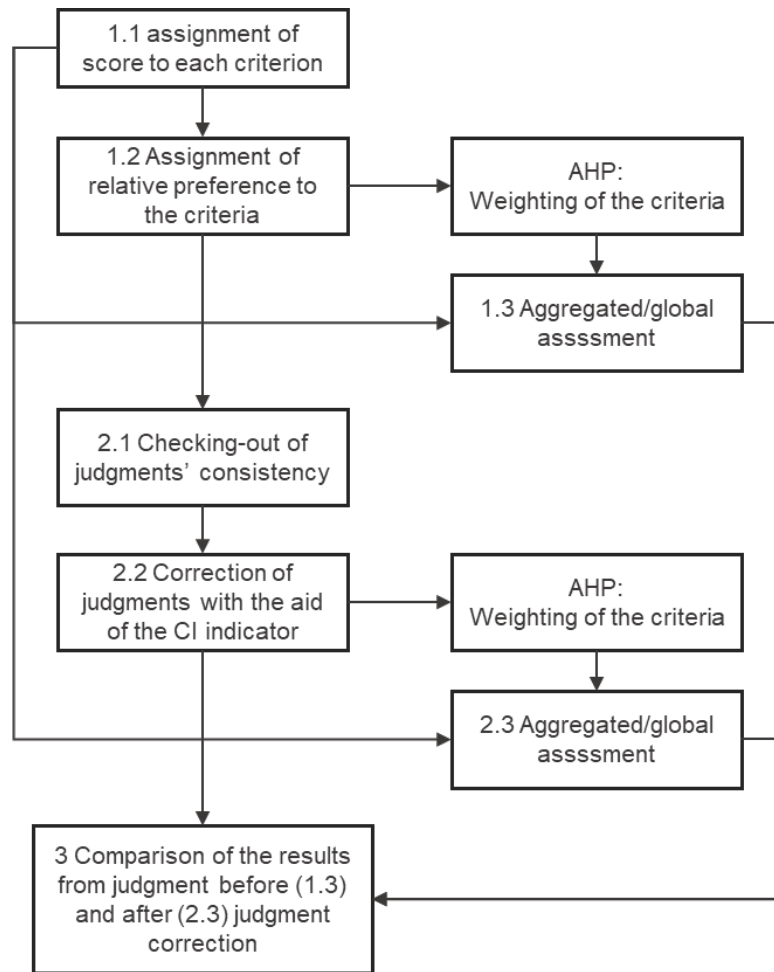 1.1 assignment of
score to each criterion
1.2 Assignment of
relative preference to
the criteria
AHP:
Weighting of the criteria
1.3 Aggregated/global
asssssment
2.1 Checking-out of
judgments’ consistency
2.2 Correction of
judgments with the aid
of the CI indicator
AHP:
Weighting of the criteria
2.3 Aggregated/global
asssssment
3 Comparison of the results
from judgment before (1.3)
and after (2.3) judgment
correction